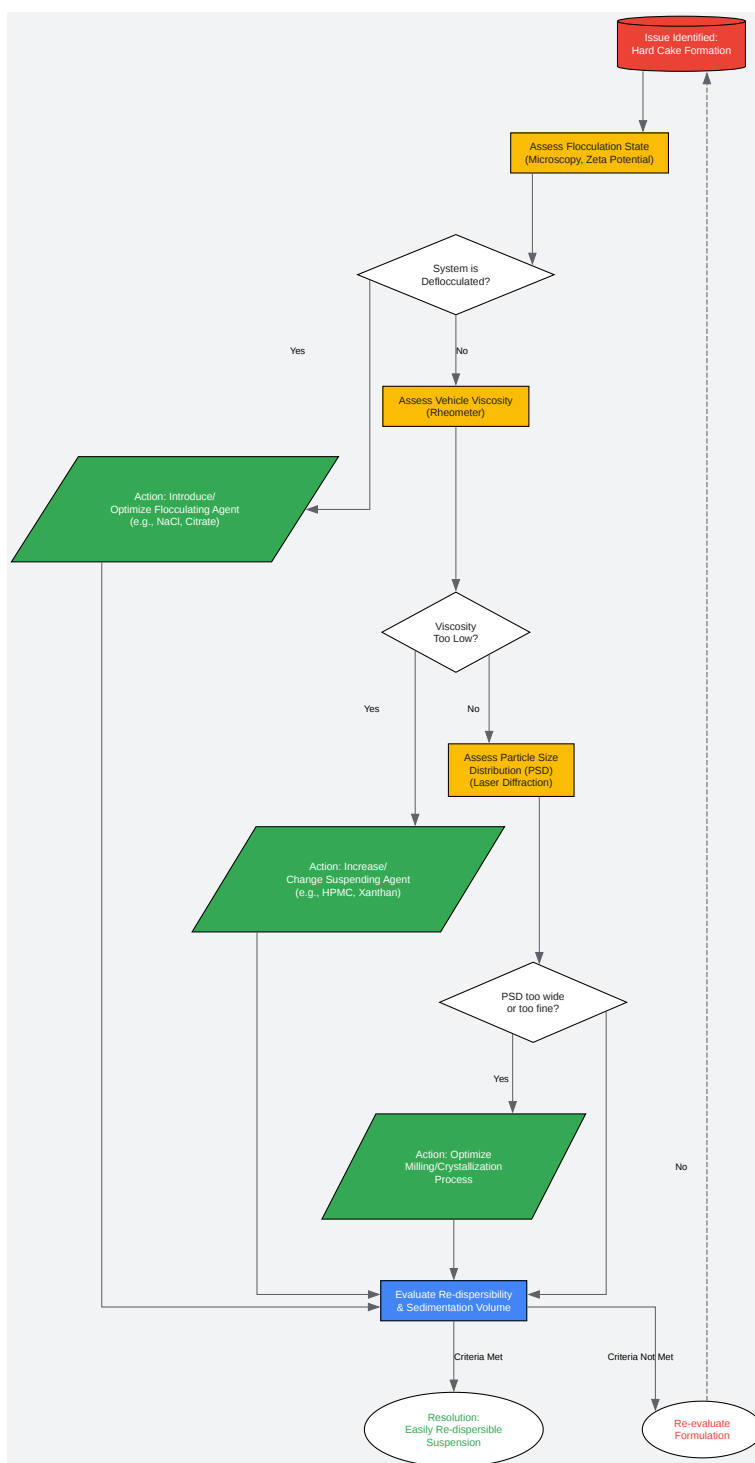 Issue Identified:
Hard Cake Formation
Assess Flocculation State
(Microscopy, Zeta Potential)
System is
Deflocculated?
Yes
No
Assess Vehicle Viscosity
(Rheometer)
Action: Introduce/
Optimize Flocculating Agent
(e.g., NaCl, Citrate)
Viscosity
Too Low?
Yes
No
Assess Particle Size
Distribution (PSD)
(Laser Diffraction)
Action: Increase/
Change Suspending Agent
(e.g., HPMC, Xanthan)
PSD too wide
or too fine?
Yes
Action: Optimize
Milling/Crystallization
Process
No
Evaluate Re-dispersibility
& Sedimentation Volume
Criteria Met
Criteria Not Met
Resolution:
Easily Re-dispersible
Suspension
Re-evaluate
Formulation